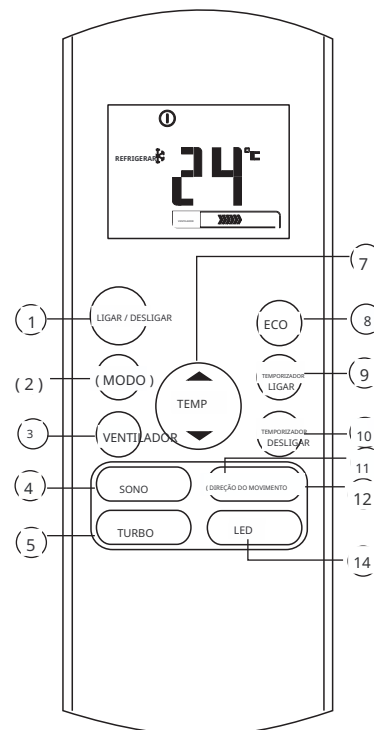 REFRIGERAR
24°C
7
1
LIGAR / DESLIGAR
ECO
8
( 2 )
( MODO )
TEMP
TEMPORIZADOR
LIGAR
9
3
VENTILADOR
TEMPORIZADOR
DESLIGAR
10
11
4
SONO
( DIREÇÃO DO MOVIMENTO
12
5
TURBO
LED
14